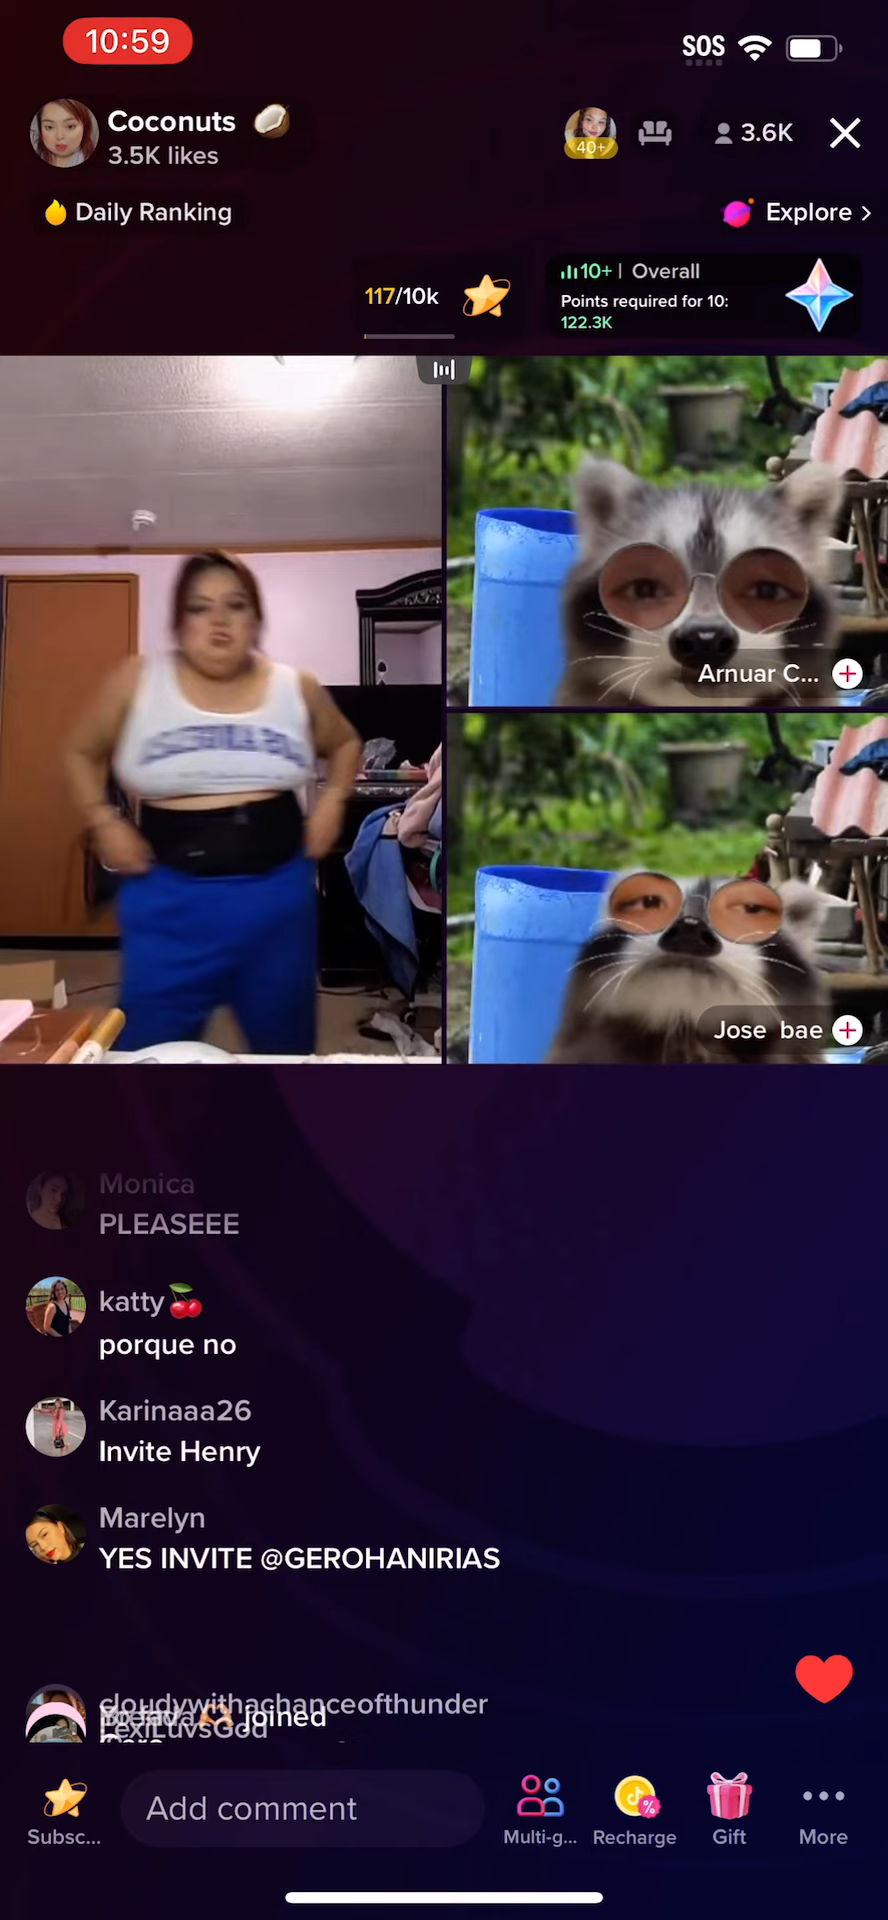 10:59
SOS
Coconuts 🥥
3.5K likes
40+
3.6K
Daily Ranking
Explore >
117/10k
10+ | Overall
Points required for 10:
122.3K
Arnuar C...
Jose bae
Monica
PLEASEEE
katty🍒
porque no
Karinaaa26
Invite Henry
Marelyn
YES INVITE @GEROHANIRIAS
cloudywithachanceofthunder
joined
LexiLuvsGod
Subsc...
Add comment
Multi-g...
Recharge
Gift
More